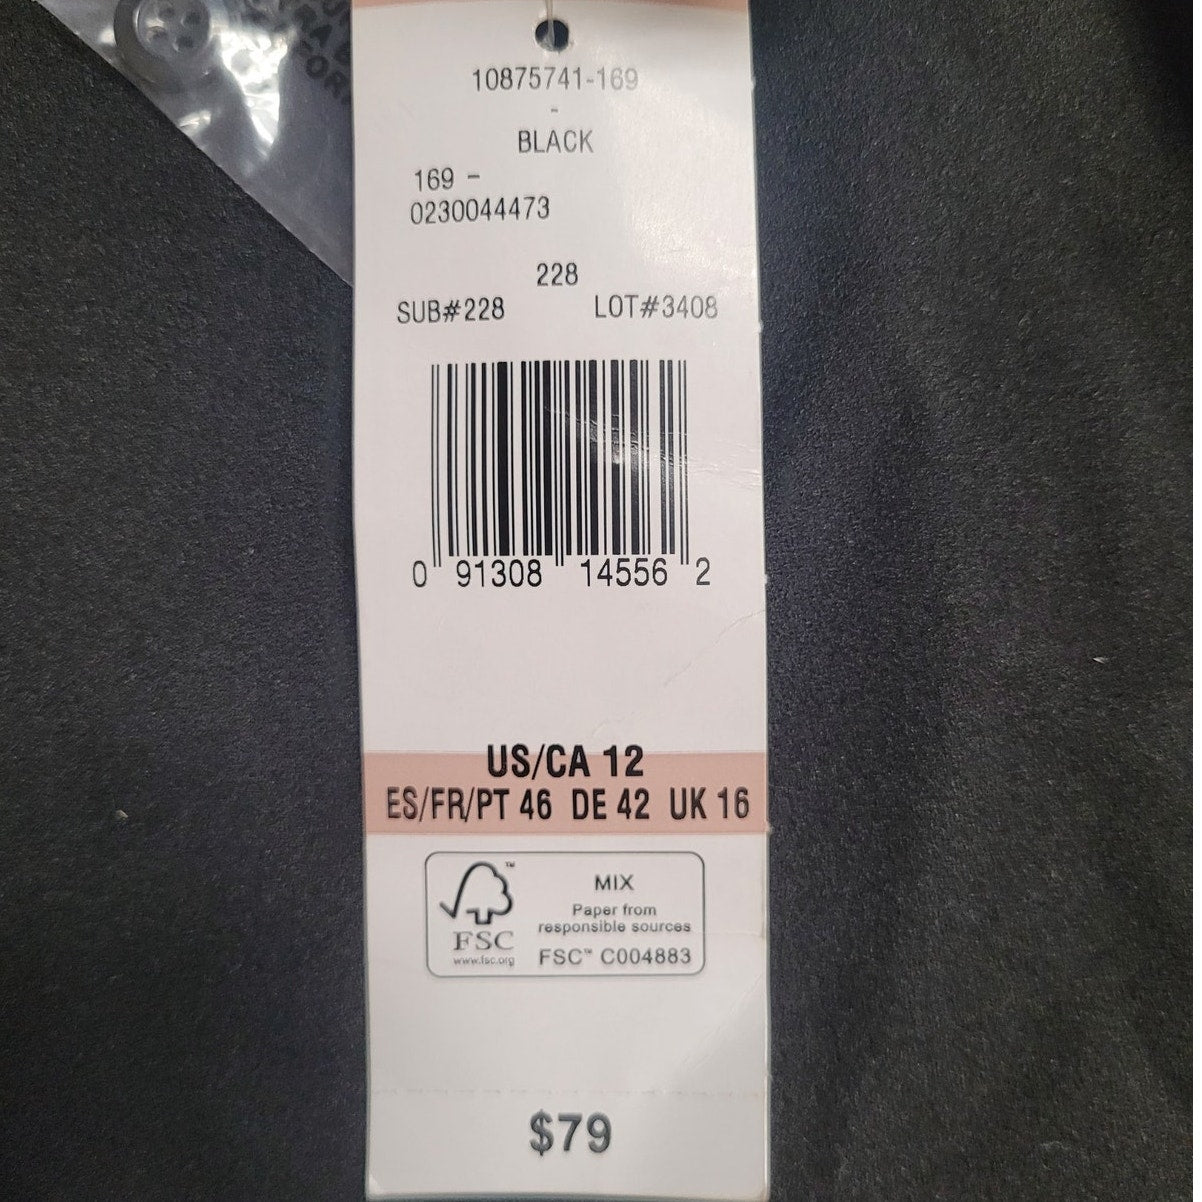 10875741-169
-
BLACK
169 -
0230044473
228
SUB#228 LOT#3408
0 91308 14556 2
US/CA 12
ES/FR/PT 46 DE 42 UK 16
FSC
www.fsc.org
MIX
Paper from
responsible sources
FSC™ C004883
$79